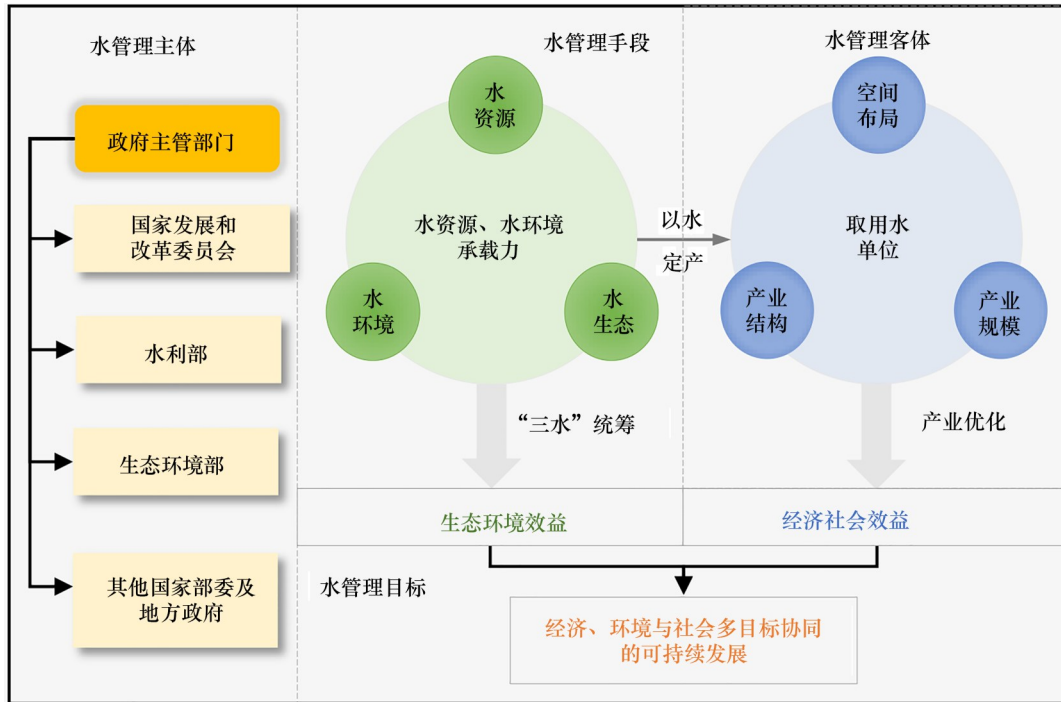 水管理主体
政府主管部门
国家发展和
改革委员会
水利部
生态环境部
其他国家部委及
地方政府
水管理手段
水
资源
水资源、水环境
承载力
水
环境
水
生态
“三水”统筹
生态环境效益
以水
定产
水管理客体
空间
布局
取用水
单位
产业
结构
产业
规模
产业优化
经济社会效益
水管理目标
经济、环境与社会多目标协同
的可持续发展